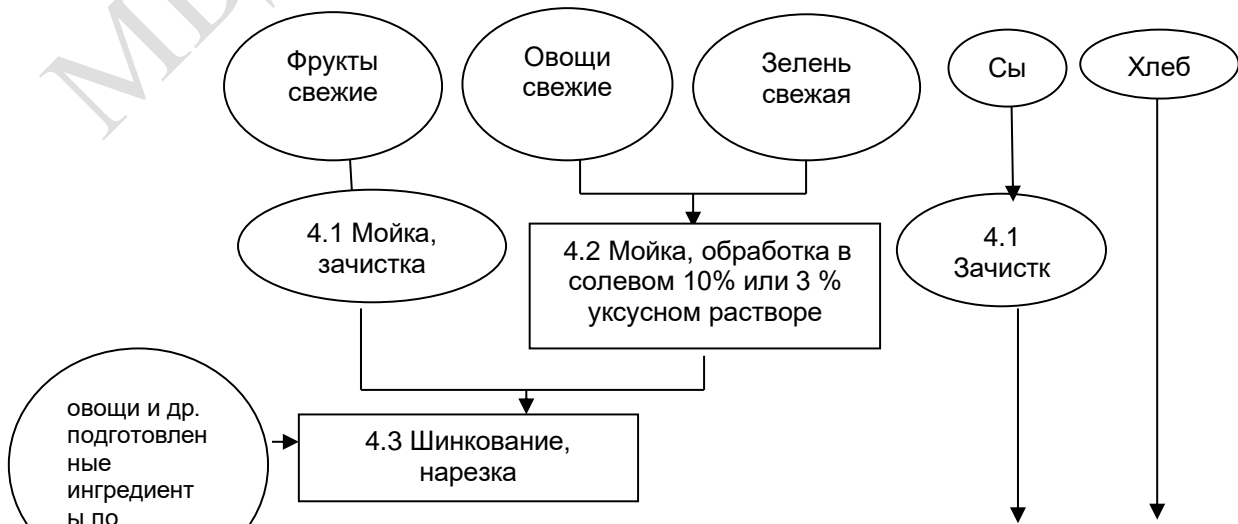 Фрукты
свежие
Овощи
свежие
Зелень
свежая
Сы
Хлеб
4.1 Мойка,
зачистка
4.2 Мойка, обработка в
солевом 10% или 3 %
уксусном растворе
4.1
Зачистк
овощи и др.
подготовлен
ные
ингредиент
ы по
4.3 Шинкование,
нарезка